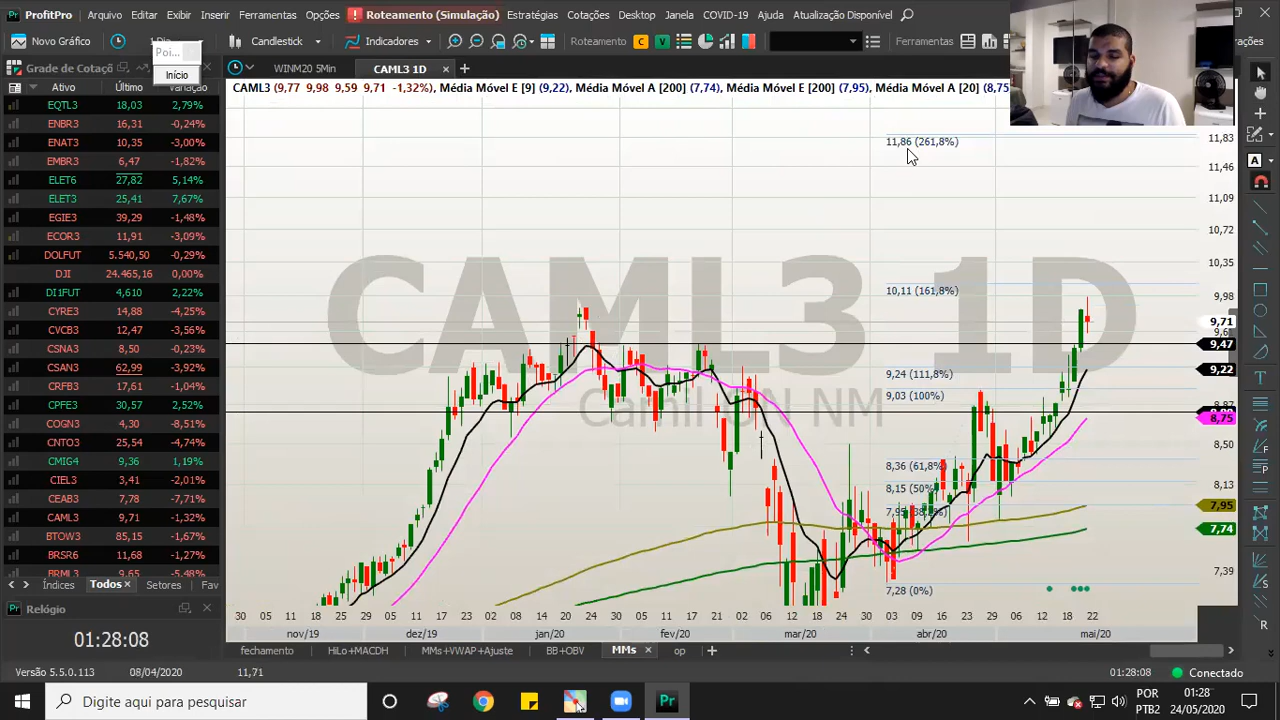 ProfitPro Arquivo Editar Exibir Inserir Ferramentas Opções Roteamento (Simulação) Estratégias Cotações Desktop Janela COVID-19 Ajuda Atualização Disponível
Novo Gráfico 1 Dia Candlestick Indicadores Roteamento C V Ferramentas
Poi...
Início
Grade de Cotaçõ
WINM20 5Min CAML3 1D
Ativo Último Variação
EQTL3 18,03 2,79%
ENBR3 16,31 -0,24%
ENAT3 10,35 -3,00%
EMBR3 6,47 -1,82%
ELET6 27,82 5,14%
ELET3 25,41 7,67%
EGIE3 39,29 -1,48%
ECOR3 11,91 -3,09%
DOLFUT 5.540,50 -0,29%
DJI 24.465,16 0,00%
DI1FUT 4,610 2,22%
CYRE3 14,88 -4,25%
CVCB3 12,47 -3,56%
CSNA3 8,50 -0,23%
CSAN3 62,99 -3,92%
CRFB3 17,61 -1,04%
CPFE3 30,57 2,52%
COGN3 4,30 -8,51%
CNTO3 25,54 -4,74%
CMIG4 9,36 1,19%
CIEL3 3,41 -2,01%
CEAB3 7,78 -7,71%
CAML3 9,71 -1,32%
BTOW3 85,15 -1,67%
BRSR6 11,68 -1,27%
BRML3 9,65 -5,48%
Índices Todos Setores Fav
Relógio
01:28:08
CAML3 (9,77 9,98 9,59 9,71 -1,32%), Média Móvel E [9] (9,22), Média Móvel A [200] (7,74), Média Móvel E [200] (7,95), Média Móvel A [20] (8,75
CAML3 1D
Camil ON NM
11,86 (261,8%)
10,11 (161,8%)
9,24 (111,8%)
9,03 (100%)
8,36 (61,8%)
8,15 (50%)
7,28 (0%)
11,83
11,46
11,09
10,72
10,35
9,98
9,71
9,47
9,22
8,75
8,50
8,13
7,95
7,74
7,39
30 05 11 18 25 02 07 12 17 23 02 08 14 20 24 30 05 11 17 21 02 06 12 18 24 30 03 09 16 23 29 06 12 18 22
nov/19 dez/19 jan/20 fev/20 mar/20 abr/20 mai/20
fechamento HiLo+MACDH MMs+VWAP+Ajuste BB+OBV MMs op
Versão 5.5.0.113 08/04/2020 11,71 01:28:08 Conectado
Digite aqui para pesquisar
POR
PTB2
01:28
24/05/2020